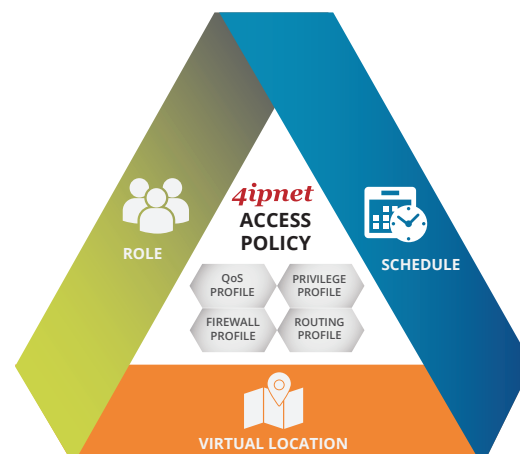 4ipnet
ACCESS
POLICY
ROLE
SCHEDULE
QoS
PROFILE
PRIVILEGE
PROFILE
FIREWALL
PROFILE
ROUTING
PROFILE
VIRTUAL LOCATION